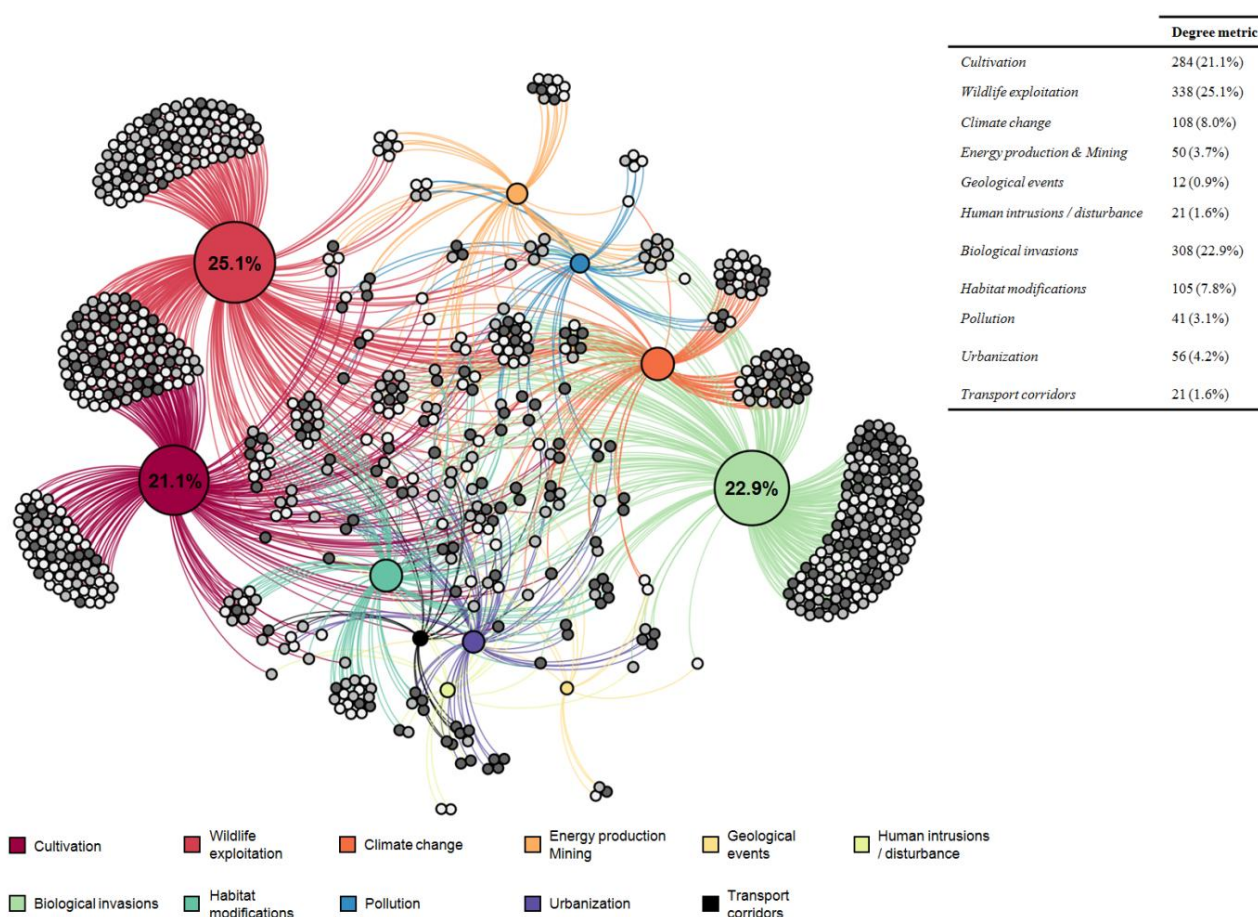 Degree metric
Cultivation 284 (21.1%)
Wildlife exploitation 338 (25.1%)
Climate change 108 (8.0%)
Energy production & Mining 50 (3.7%)
Geological events 12 (0.9%)
Human intrusions / disturbance 21 (1.6%)
Biological invasions 308 (22.9%)
Habitat modifications 105 (7.8%)
Pollution 41 (3.1%)
Urbanization 56 (4.2%)
Transport corridors 21 (1.6%)
25.1%
21.1%
22.9%
Cultivation
Wildlife
exploitation
Climate change
Energy production
Mining
Geological
events
Human intrusions
/ disturbance
Biological invasions
Habitat
modifications
Pollution
Urbanization
Transport
corridors